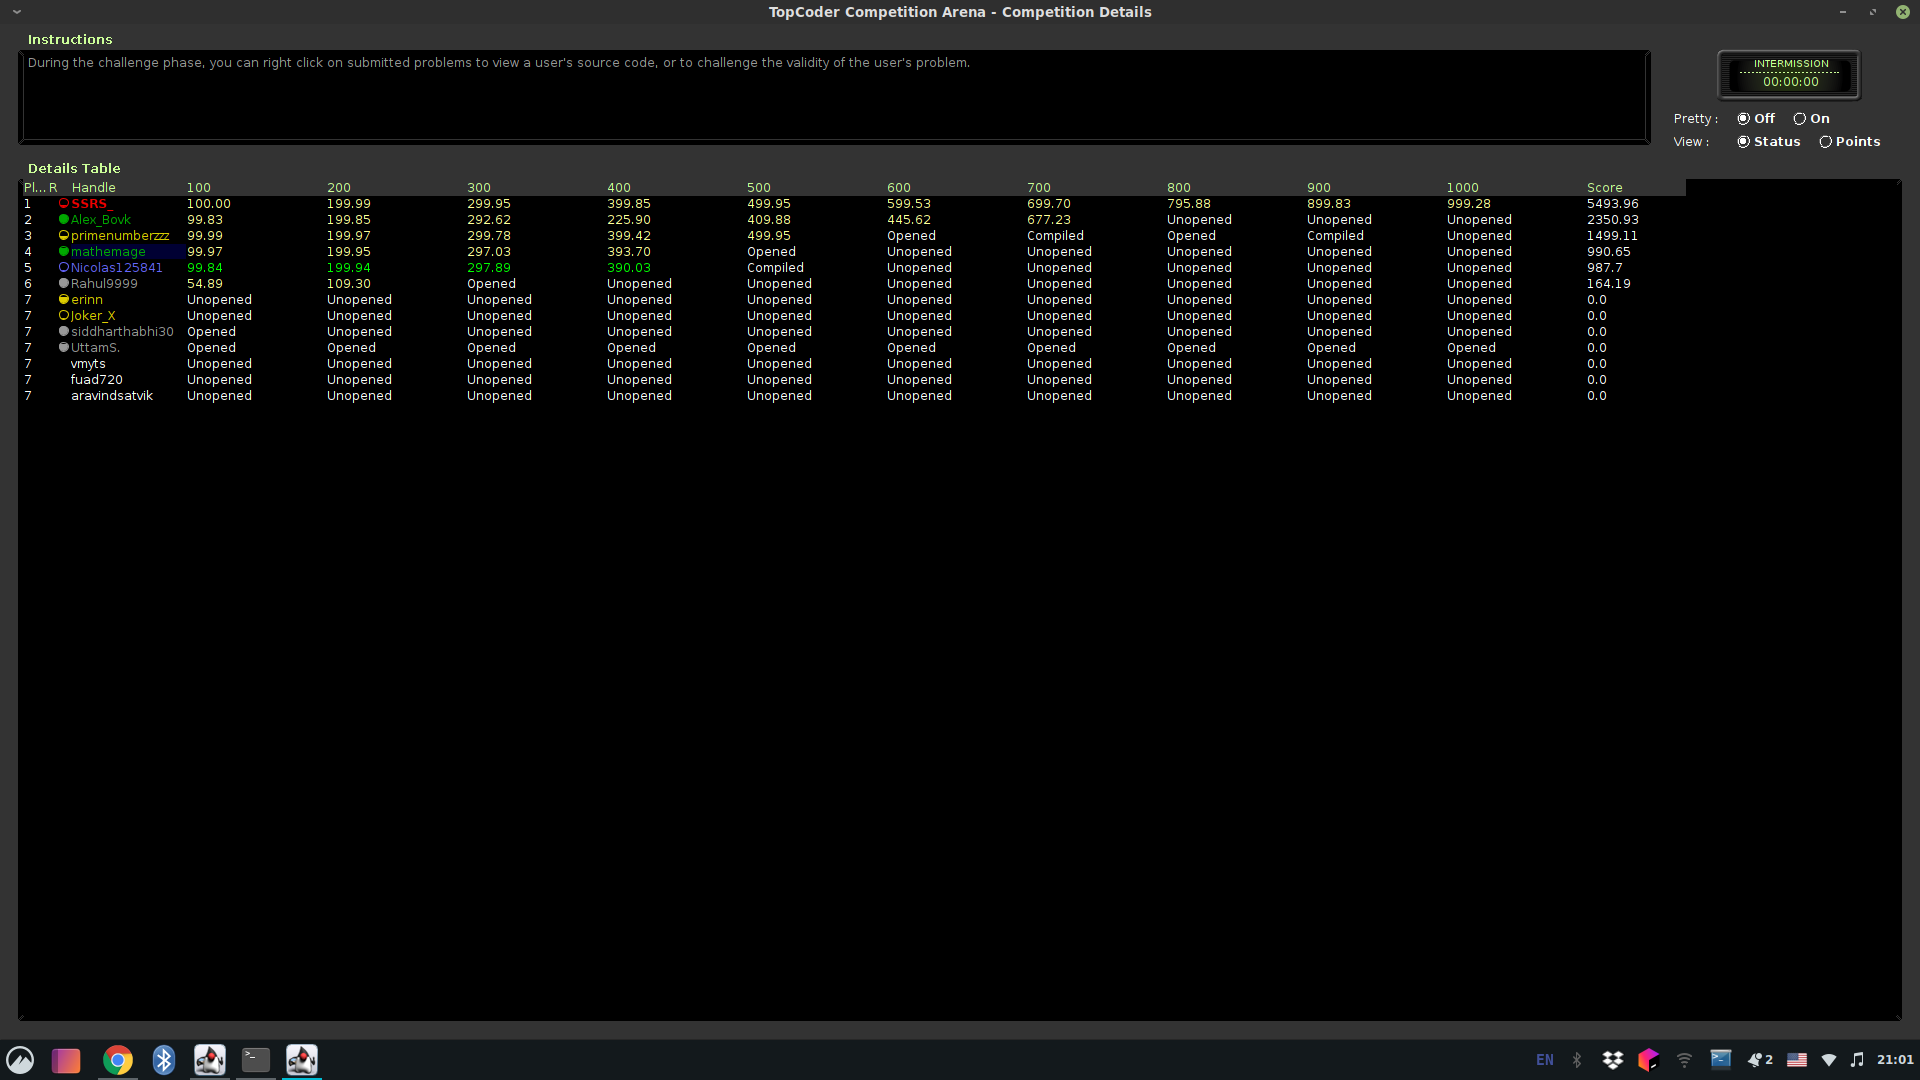 TopCoder Competition Arena - Competition Details
Instructions
During the challenge phase, you can right click on submitted problems to view a user's source code, or to challenge the validity of the user's problem.
INTERMISSION
00:00:00
Pretty : Off On
View : Status Points
Details Table
Pl... R Handle 100 200 300 400 500 600 700 800 900 1000 Score
1 SSRS_ 100.00 199.99 299.95 399.85 499.95 599.53 699.70 795.88 899.83 999.28 5493.96
2 Alex_Bovk 99.83 199.85 292.62 225.90 409.88 445.62 677.23 Unopened Unopened Unopened 2350.93
3 primenumberzzz 99.99 199.97 299.78 399.42 499.95 Opened Compiled Opened Compiled Unopened 1499.11
4 mathemage 99.97 199.95 297.03 393.70 Opened Unopened Unopened Unopened Unopened Unopened 990.65
5 Nicolas125841 99.84 199.94 297.89 390.03 Compiled Unopened Unopened Unopened Unopened Unopened 987.7
6 Rahul9999 54.89 109.30 Opened Unopened Unopened Unopened Unopened Unopened Unopened Unopened 164.19
7 erinn Unopened Unopened Unopened Unopened Unopened Unopened Unopened Unopened Unopened Unopened 0.0
7 Joker_X Unopened Unopened Unopened Unopened Unopened Unopened Unopened Unopened Unopened Unopened 0.0
7 siddharthabhi30 Opened Unopened Unopened Unopened Unopened Unopened Unopened Unopened Unopened Unopened 0.0
7 UttamS. Opened Opened Opened Opened Opened Opened Opened Opened Opened Opened 0.0
7 vmyts Unopened Unopened Unopened Unopened Unopened Unopened Unopened Unopened Unopened Unopened 0.0
7 fuad720 Unopened Unopened Unopened Unopened Unopened Unopened Unopened Unopened Unopened Unopened 0.0
7 aravindsatvik Unopened Unopened Unopened Unopened Unopened Unopened Unopened Unopened Unopened Unopened 0.0
EN 2 21:01